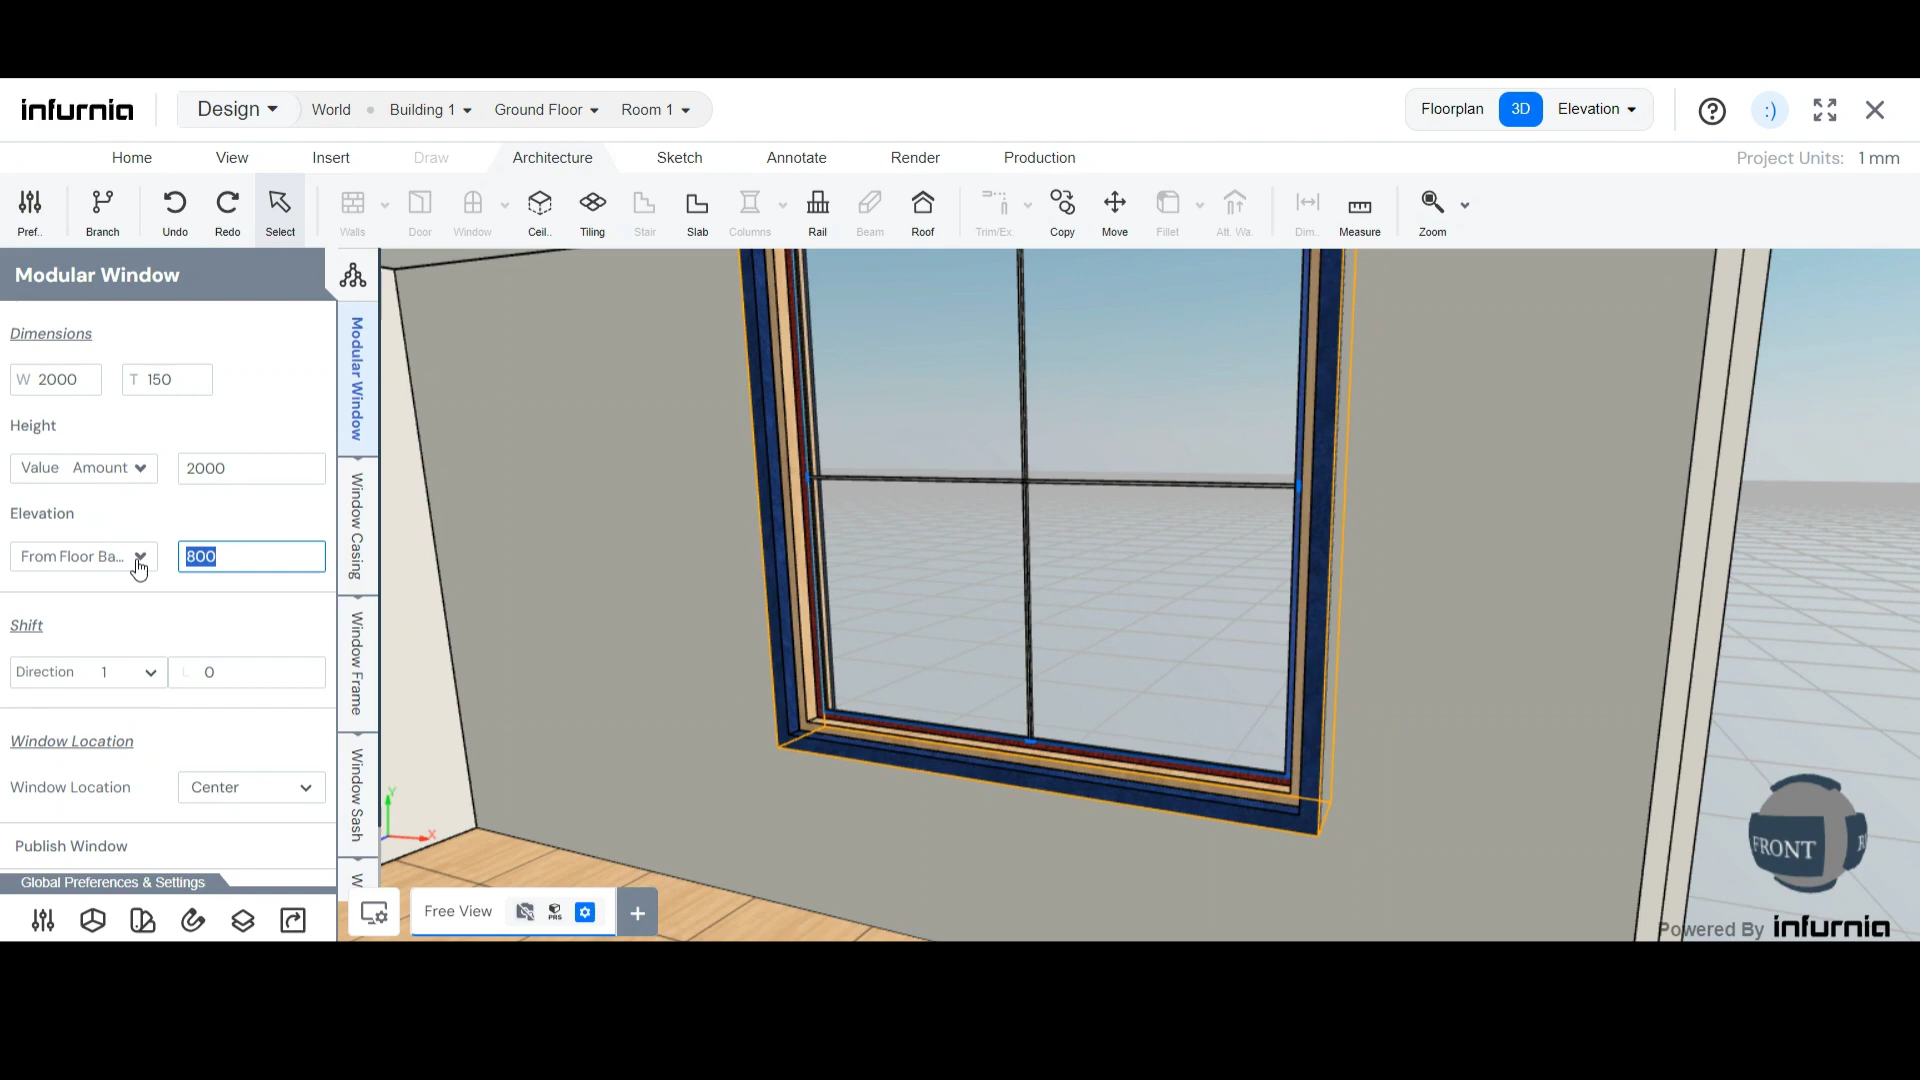 infurnia
Design
World
Building 1
Ground Floor
Room 1
Floorplan
3D
Elevation
Home
View
Insert
Draw
Architecture
Sketch
Annotate
Render
Production
Project Units: 1 mm
Pref..
Branch
Undo
Redo
Select
Walls
Door
Window
Ceil..
Tiling
Stair
Slab
Columns
Rail
Beam
Roof
Trim/Ex.
Copy
Move
Fillet
Att. Wa.
Dim..
Measure
Zoom
Modular Window
Dimensions
W 2000
T 150
Height
Value Amount
2000
Elevation
From Floor Ba...
800
Shift
Direction 1
L 0
Window Location
Window Location
Center
Publish Window
Global Preferences & Settings
Modular Window
Window Casing
Window Frame
Window Sash
W
Y
X
Free View
PRS
+
FRONT
R
Powered By infurnia